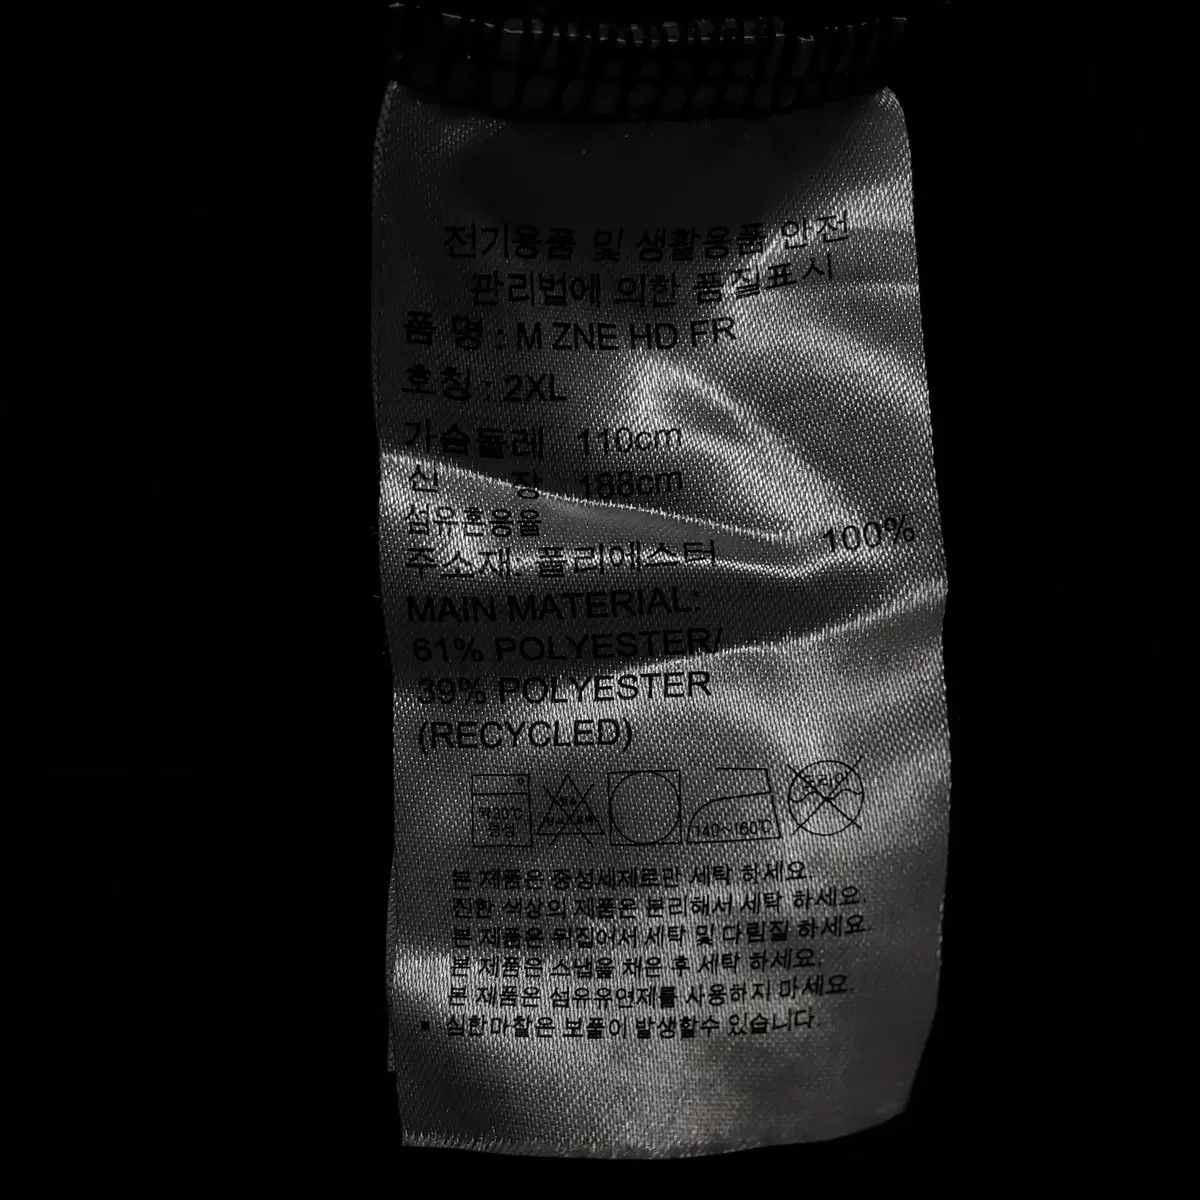 전기용품 및 생활용품 안전
관리법에 의한 품질표시
품 명 : M ZNE HD FR
호칭 : 2XL
가슴둘레 110cm
신 장 188cm
섬유혼용율
주소재: 폴리에스터 100%
MAIN MATERIAL:
61% POLYESTER/
39% POLYESTER
(RECYCLED)
약30℃ 중성
140~160℃
드라이
본 제품은 중성세제로만 세탁 하세요.
진한 색상의 제품은 분리해서 세탁 하세요.
본 제품은 뒤집어서 세탁 및 다림질 하세요.
본 제품은 스냅을 채운 후 세탁 하세요.
본 제품은 섬유유연제를 사용하지 마세요.
심한마찰은 보풀이 발생할수 있습니다.